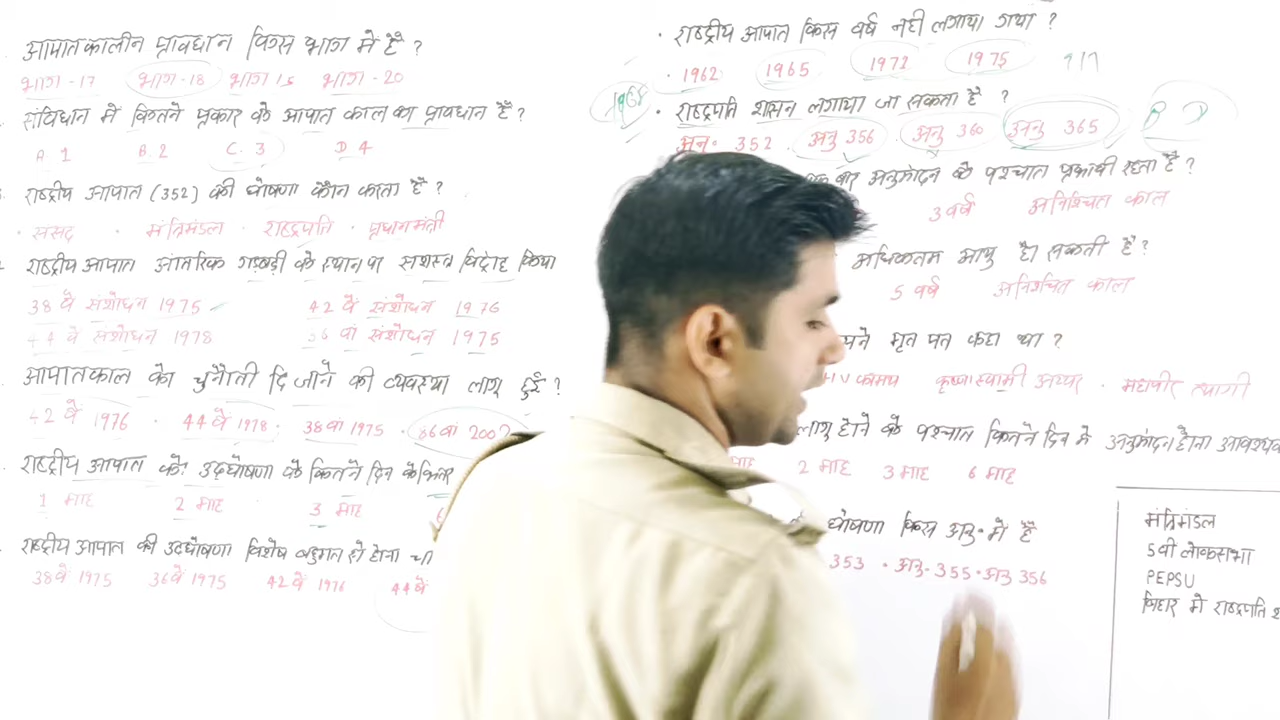 आपातकालीन प्रावधान किस भाग में है ?
भाग-17 भाग-18 भाग 15 भाग-20
संविधान में कितने प्रकार के आपात काल का प्रावधान है ?
A. 1 B. 2 C. 3 D 4
राष्ट्रीय आपात (352) की घोषणा कौन करता है ?
· संसद · मंत्रिमंडल · राष्ट्रपति · प्रधानमंत्री
राष्ट्रीय आपात आंतरिक गड़बड़ी के स्थान पर सशस्त्र विद्रोह किया
38 वें संशोधन 1975 42 वें संशोधन 1976
44 वें संशोधन 1978 36 वां संशोधन 1975
आपातकाल को चुनौती दि जाने की व्यवस्था लागू हुई ?
42 वें 1976 · 44 वें 1978 · 38 वां 1975 · 86 वां 2002
राष्ट्रीय आपात को उद्घोषणा के कितने दिन के भितर
1 माह 2 माह 3 माह 6
राष्ट्रीय आपात की उद्घोषणा विशेष बहुमत से होना
38 वें 1975 36 वें 1975 42 वें 1976 44 वें
· राष्ट्रीय आपात किस वर्ष नही लगाया गया ?
· 1962 1965 1972 1975
1968
· राष्ट्रपति शासन लगाया जा सकता है ?
अनु. 352 . अनु 356 अनु 360 अनु 365 B D
बाद अनुमोदन के पश्चात प्रभावी रहता है ?
3 वर्ष अनिश्चित काल
अधिकतम आयु हो सकती है ?
5 वर्ष अनिश्चित काल
मृत पत्र कहा था ?
कामथ कृष्णा स्वामी अय्यर . महावीर त्यागी
लागू होने के पश्चात कितने दिन में अनुमोदन होना आवश्यक
माह 2 माह 3 माह 6 माह
घोषणा किस अनु॰ में है
353 · अनु. 355 · अनु 356
मंत्रिमंडल
5वी लोकसभा
PEPSU
बिहार में राष्ट्रपति